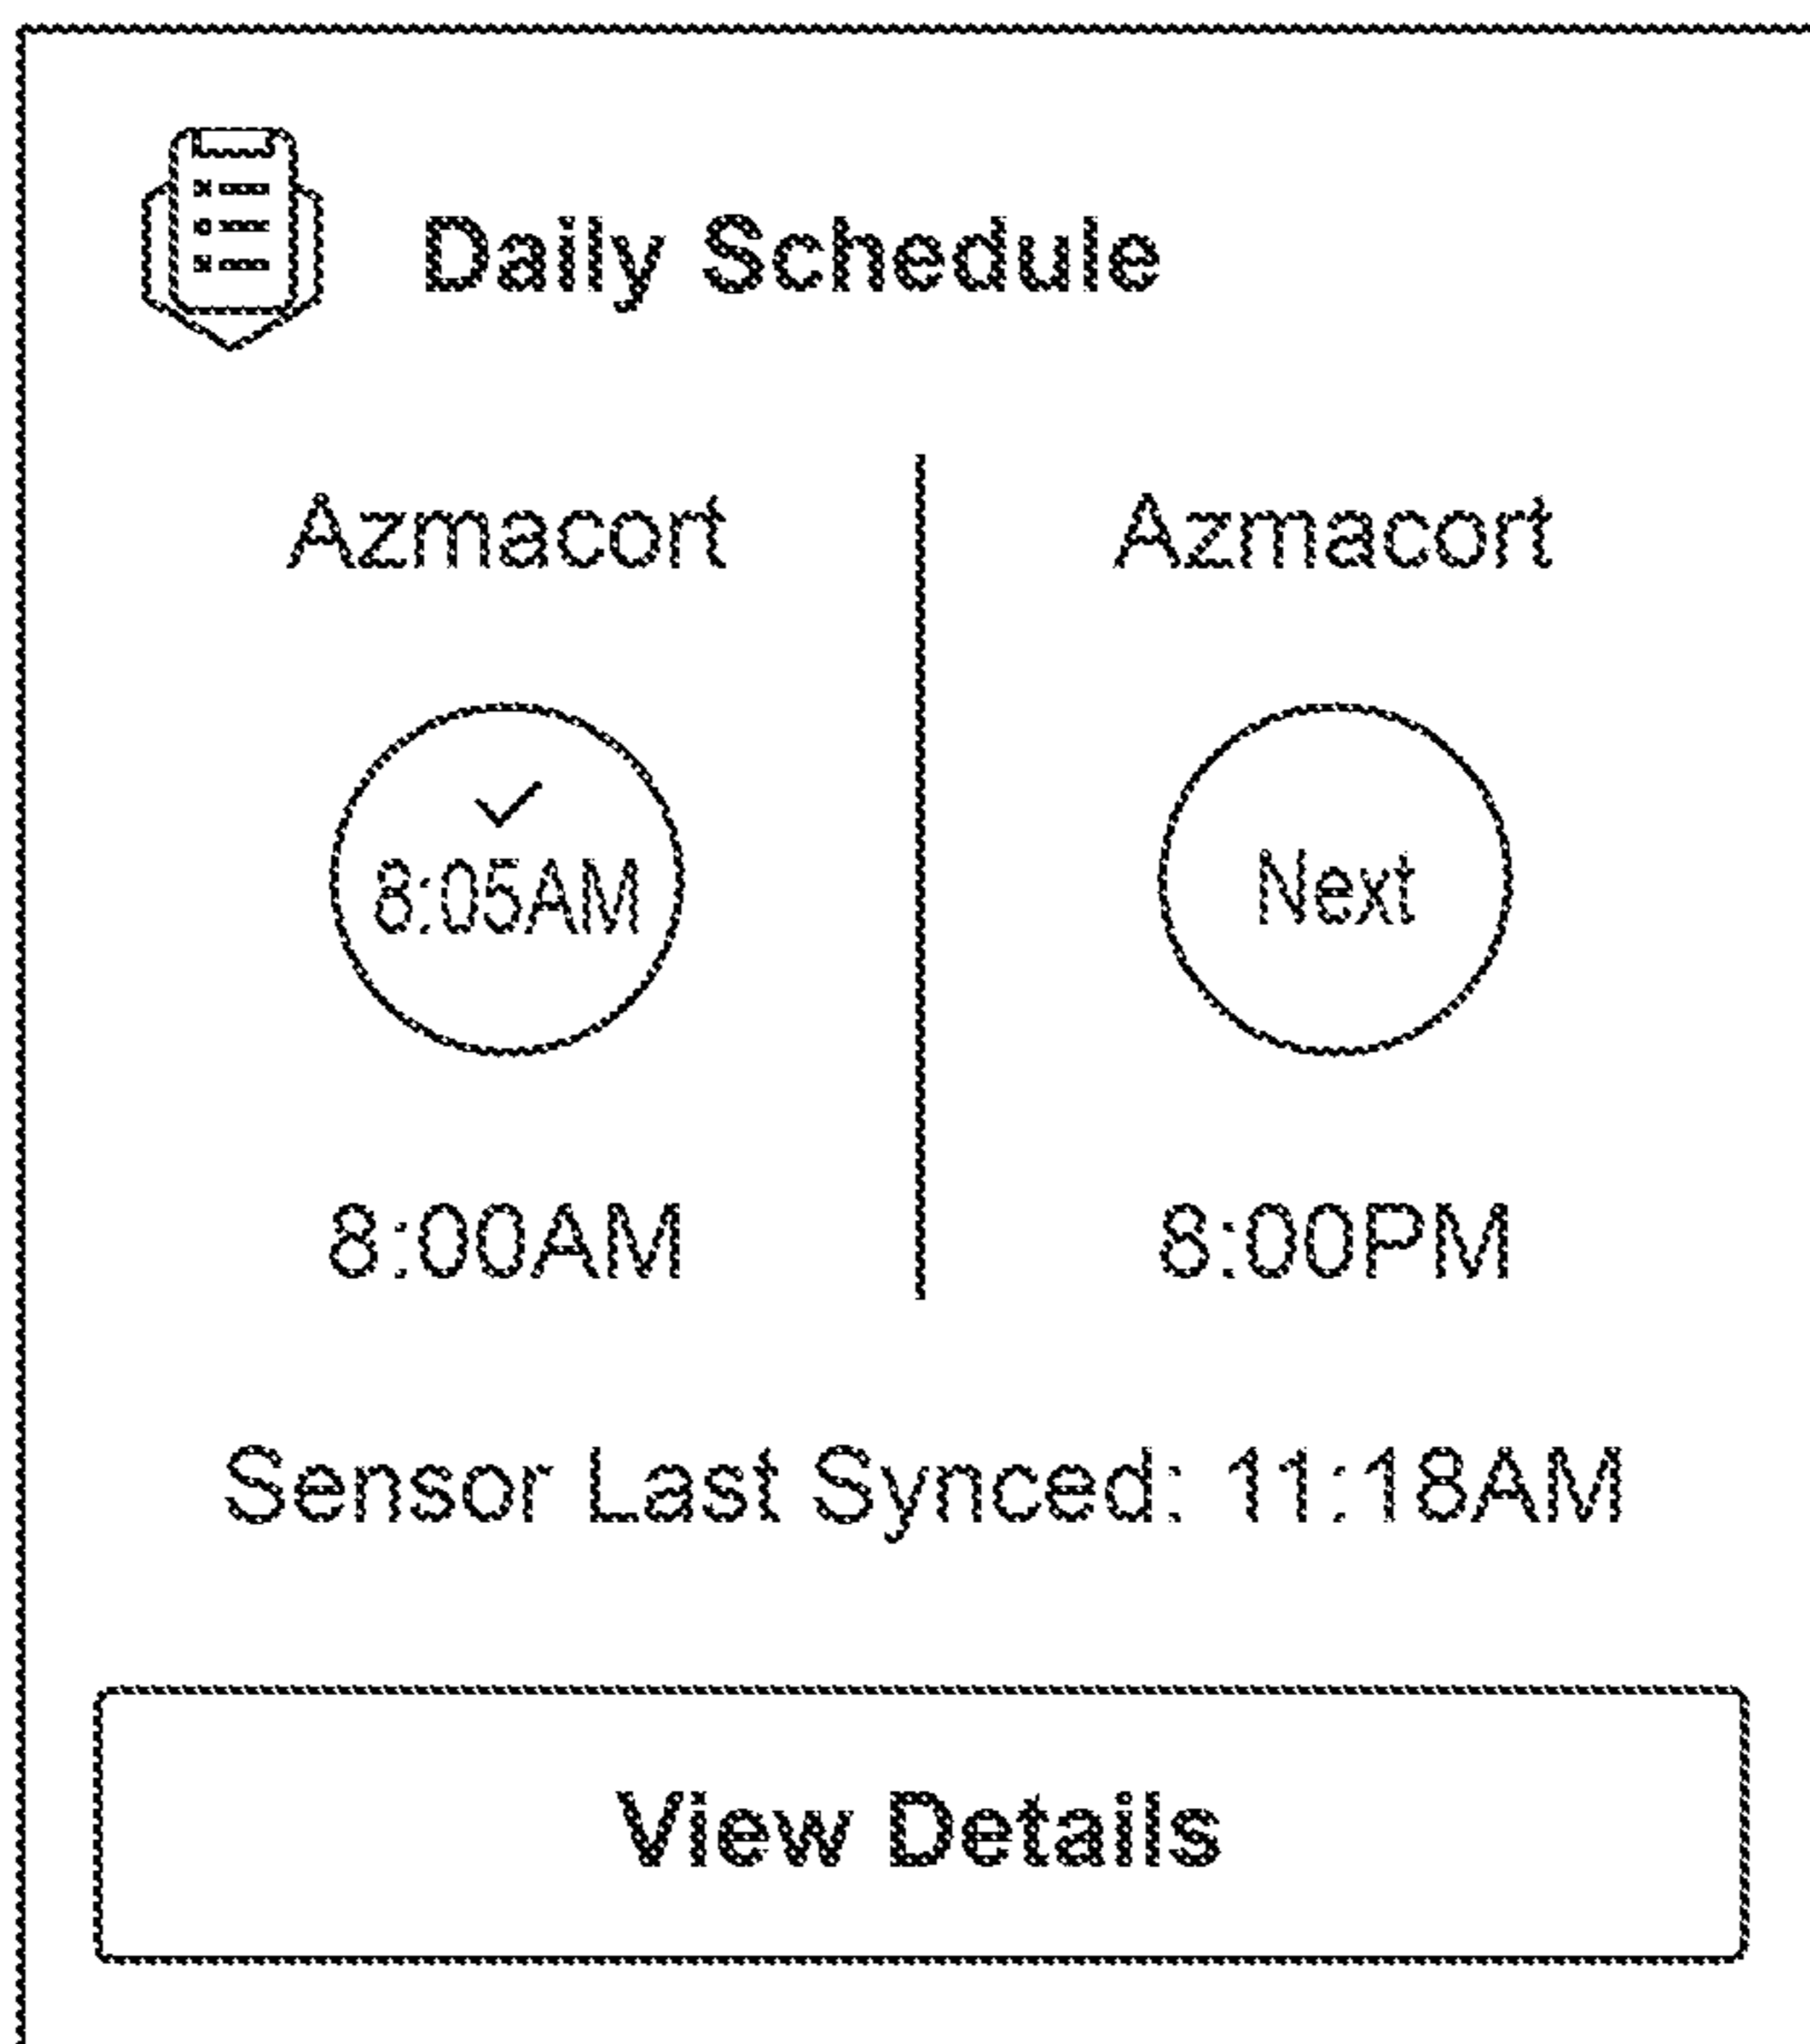 Daily Schedule
Azmacort
Azmacort
✓
8:05AM
Next
8:00AM
8:00PM
Sensor Last Synced: 11:18AM
View Details